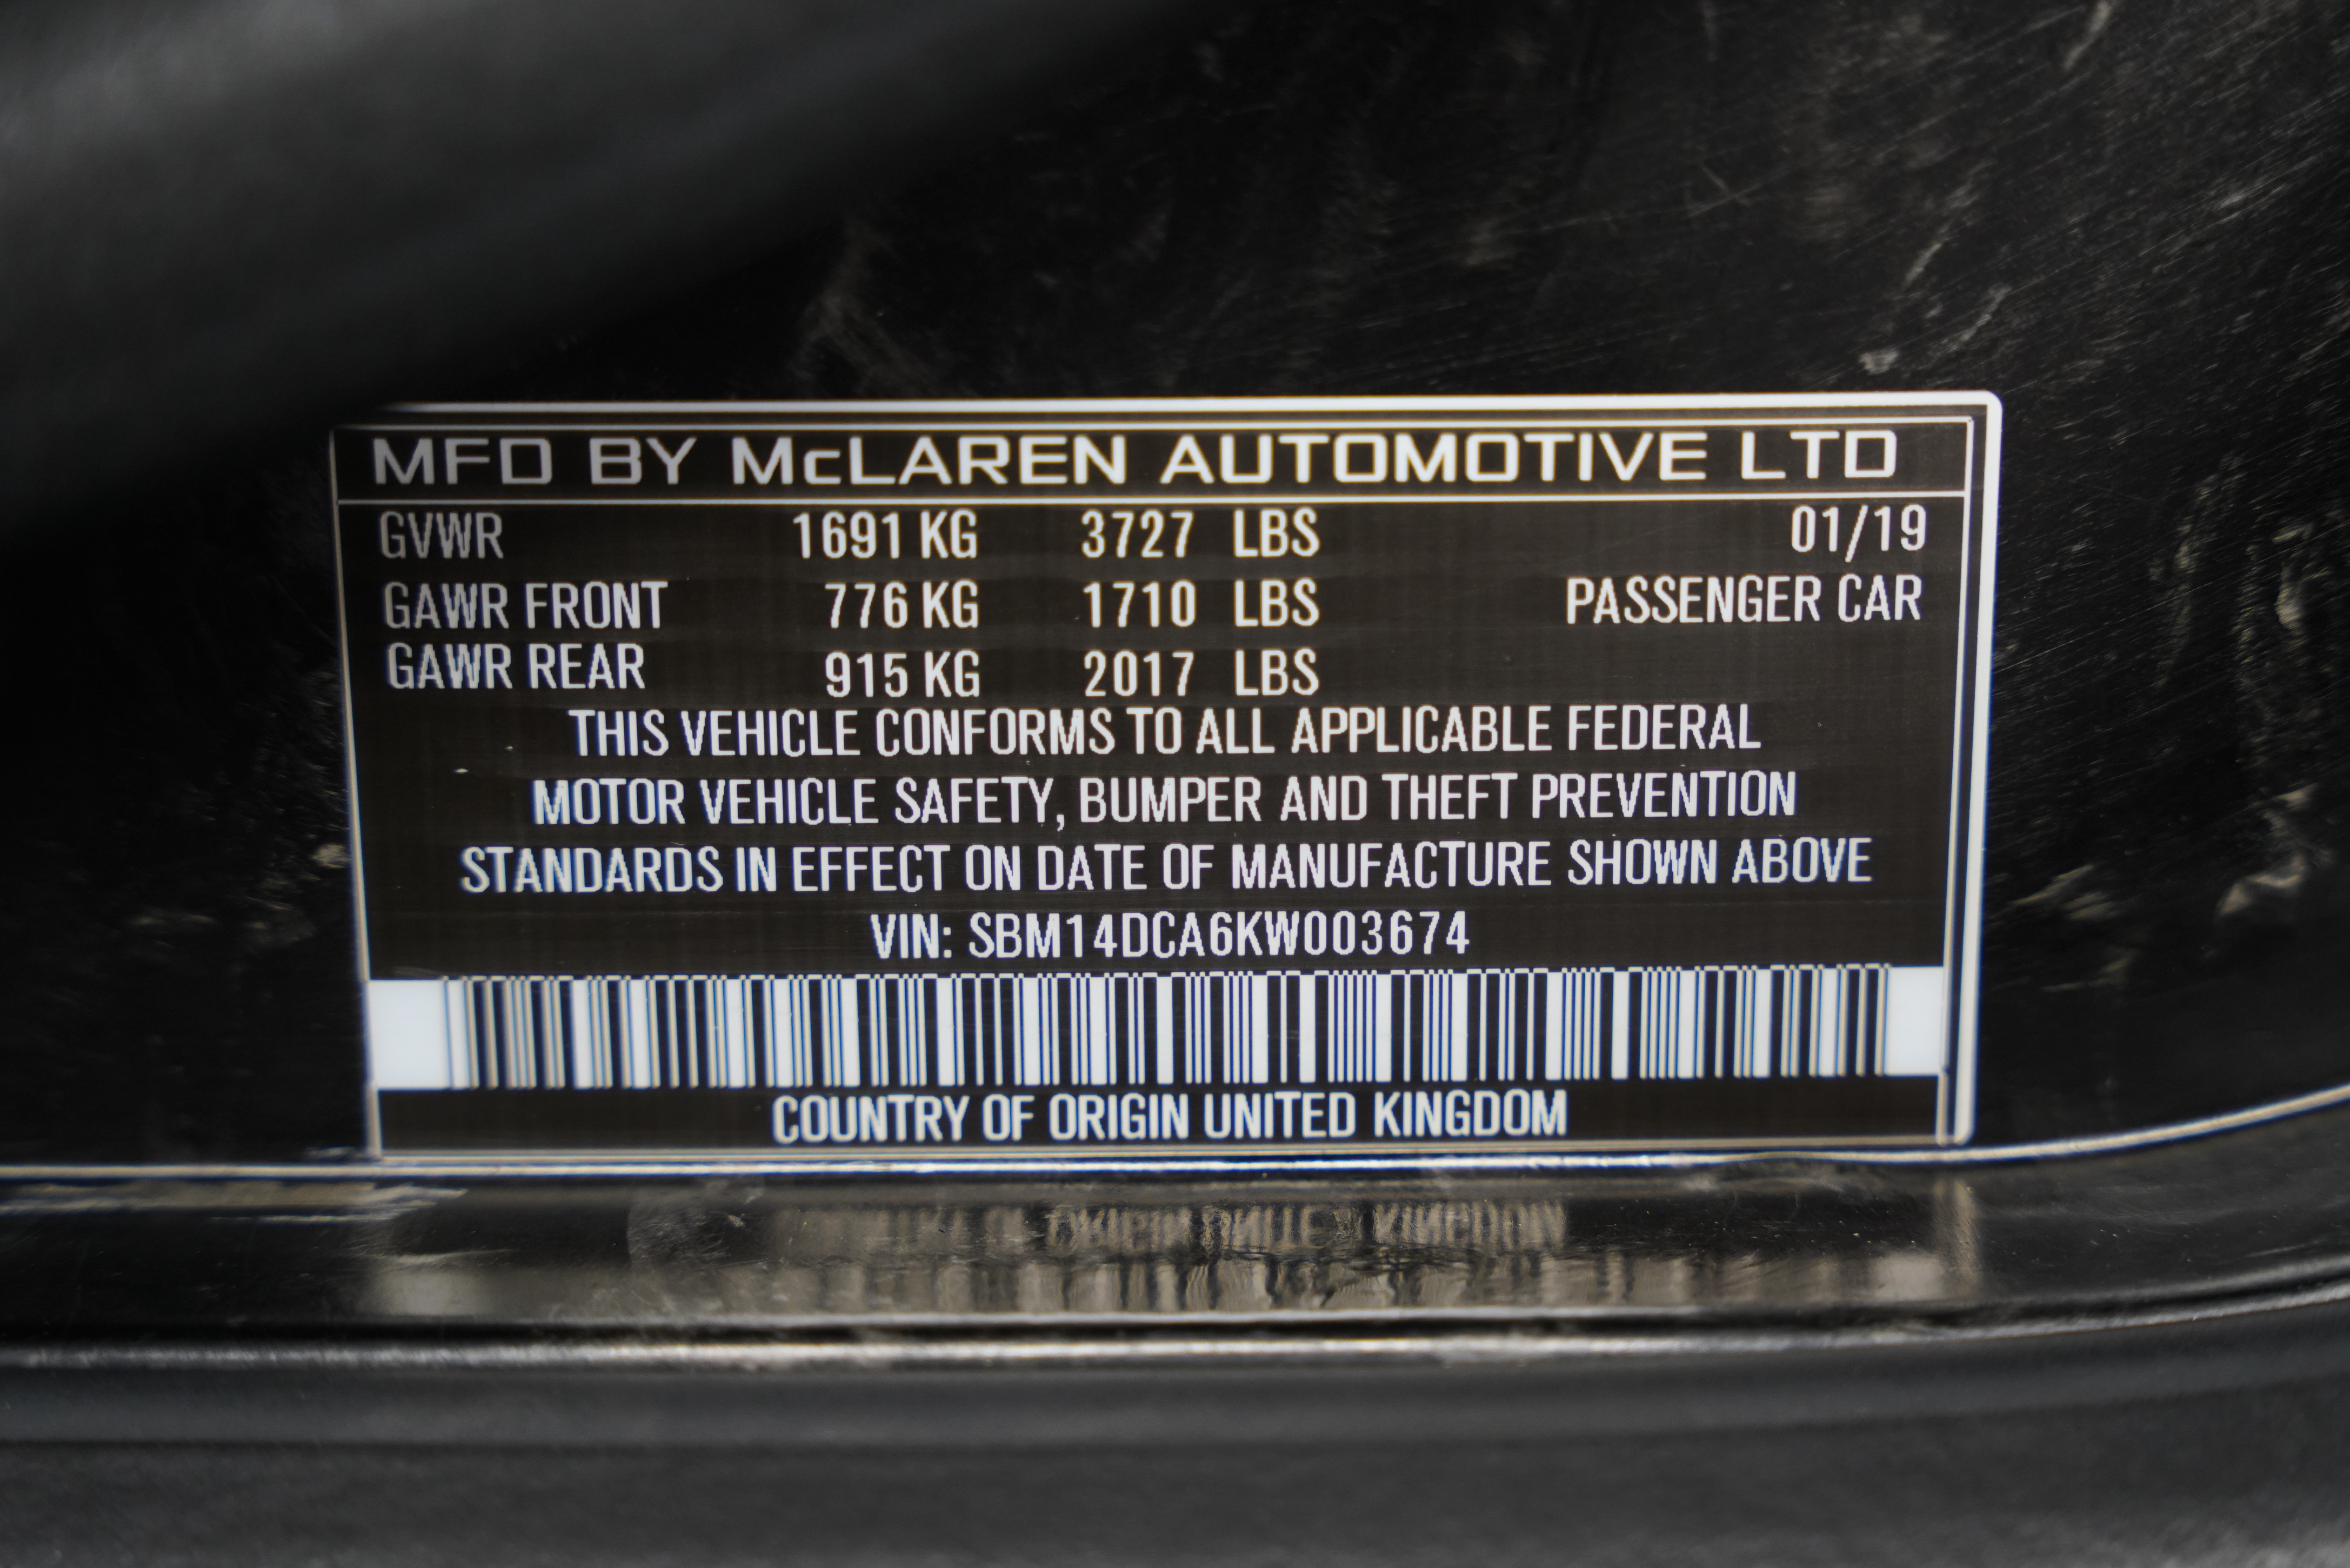 MFD BY McLAREN AUTOMOTIVE LTD
GVWR 1691 KG 3727 LBS 01/19
GAWR FRONT 776 KG 1710 LBS PASSENGER CAR
GAWR REAR 915 KG 2017 LBS
THIS VEHICLE CONFORMS TO ALL APPLICABLE FEDERAL
MOTOR VEHICLE SAFETY, BUMPER AND THEFT PREVENTION
STANDARDS IN EFFECT ON DATE OF MANUFACTURE SHOWN ABOVE
VIN: SBM14DCA6KW003674
COUNTRY OF ORIGIN UNITED KINGDOM